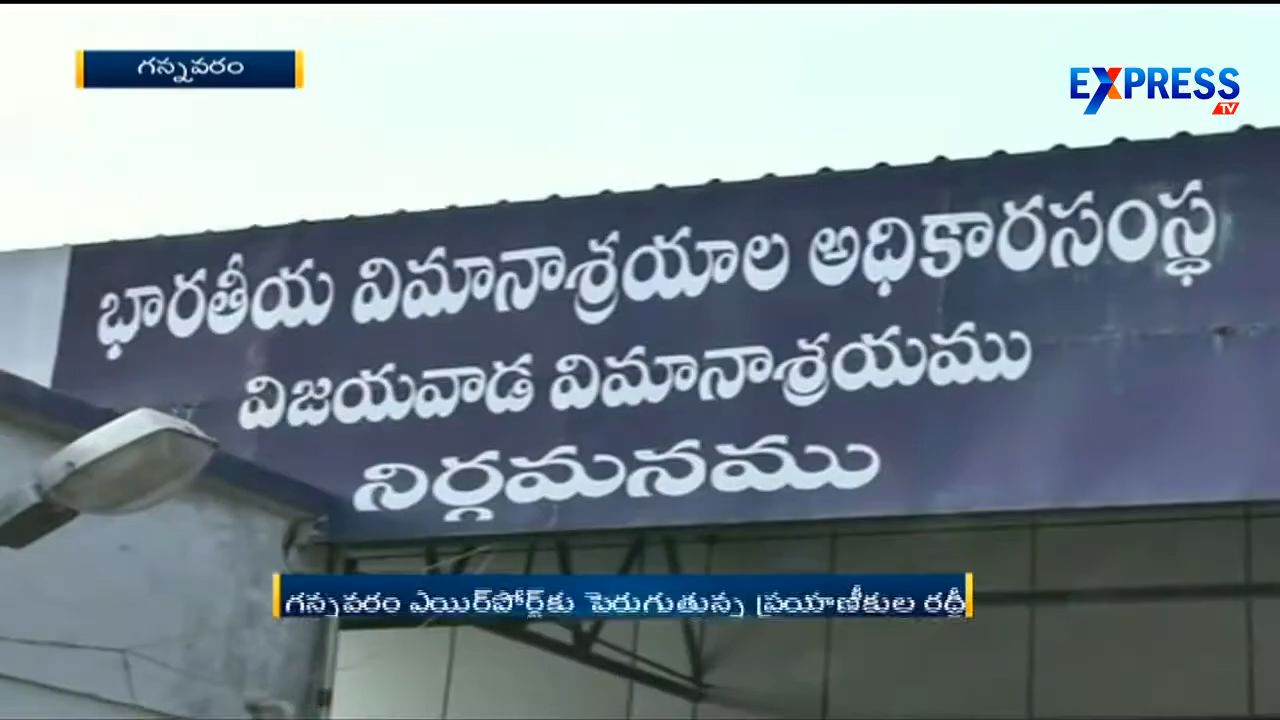 గన్నవరం
EXPRESS
TV
భారతీయ విమానాశ్రయాల అధికారసంస్థ
విజయవాడ విమానాశ్రయము
నిర్గమనము
గన్నవరం ఎయిర్‌పోర్ట్‌కు పెరుగుతున్న ప్రయాణీకుల రద్దీ